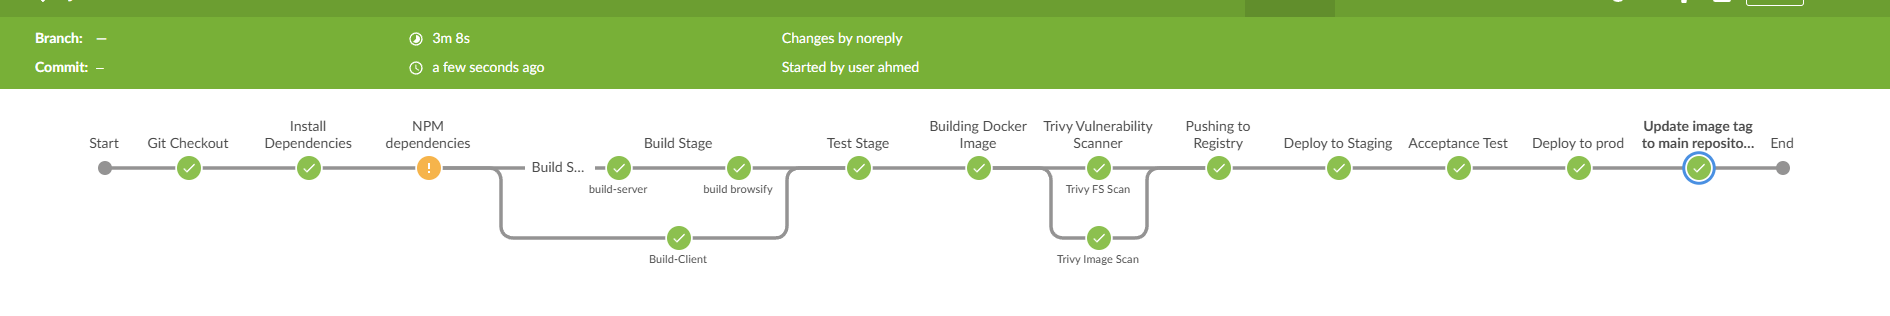 Branch: —
3m 8s
Changes by noreply
Commit: –
a few seconds ago
Started by user ahmed
Start
Git Checkout
Install
Dependencies
NPM
dependencies
Build S...
Build Stage
build-server
build browsify
Build-Client
Test Stage
Building Docker
Image
Trivy Vulnerability
Scanner
Trivy FS Scan
Trivy Image Scan
Pushing to
Registry
Deploy to Staging
Acceptance Test
Deploy to prod
Update image tag
to main reposito...
End